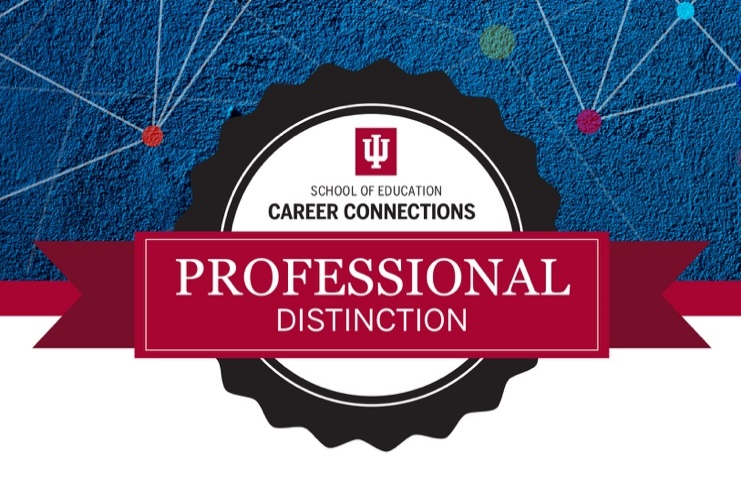 SCHOOL OF EDUCATION
CAREER CONNECTIONS
PROFESSIONAL
DISTINCTION